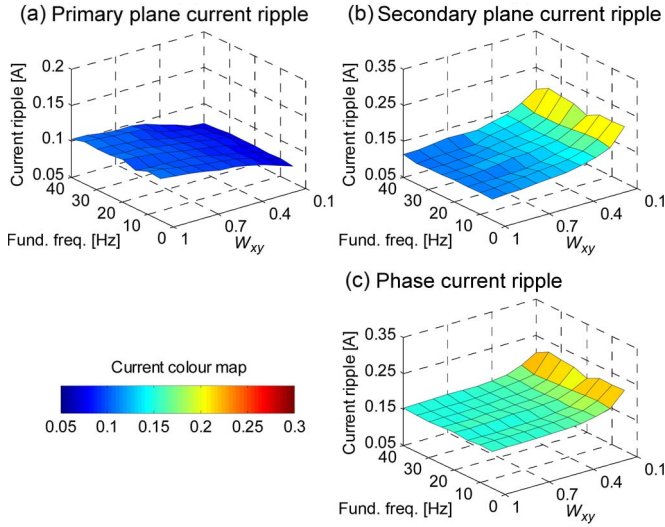 (a) Primary plane current ripple
Current ripple [A]
0.2
0.15
0.1
0.05
40
30
20
10
0
Fund. freq. [Hz]
1
0.7
0.4
0.1
Wxy
(b) Secondary plane current ripple
Current ripple [A]
0.35
0.25
0.15
0.05
40
30
20
10
0
Fund. freq. [Hz]
1
0.7
0.4
0.1
Wxy
Current colour map
0.05 0.1 0.15 0.2 0.25 0.3
(c) Phase current ripple
Current ripple [A]
0.35
0.25
0.15
0.05
40
30
20
10
0
Fund. freq. [Hz]
1
0.7
0.4
0.1
Wxy